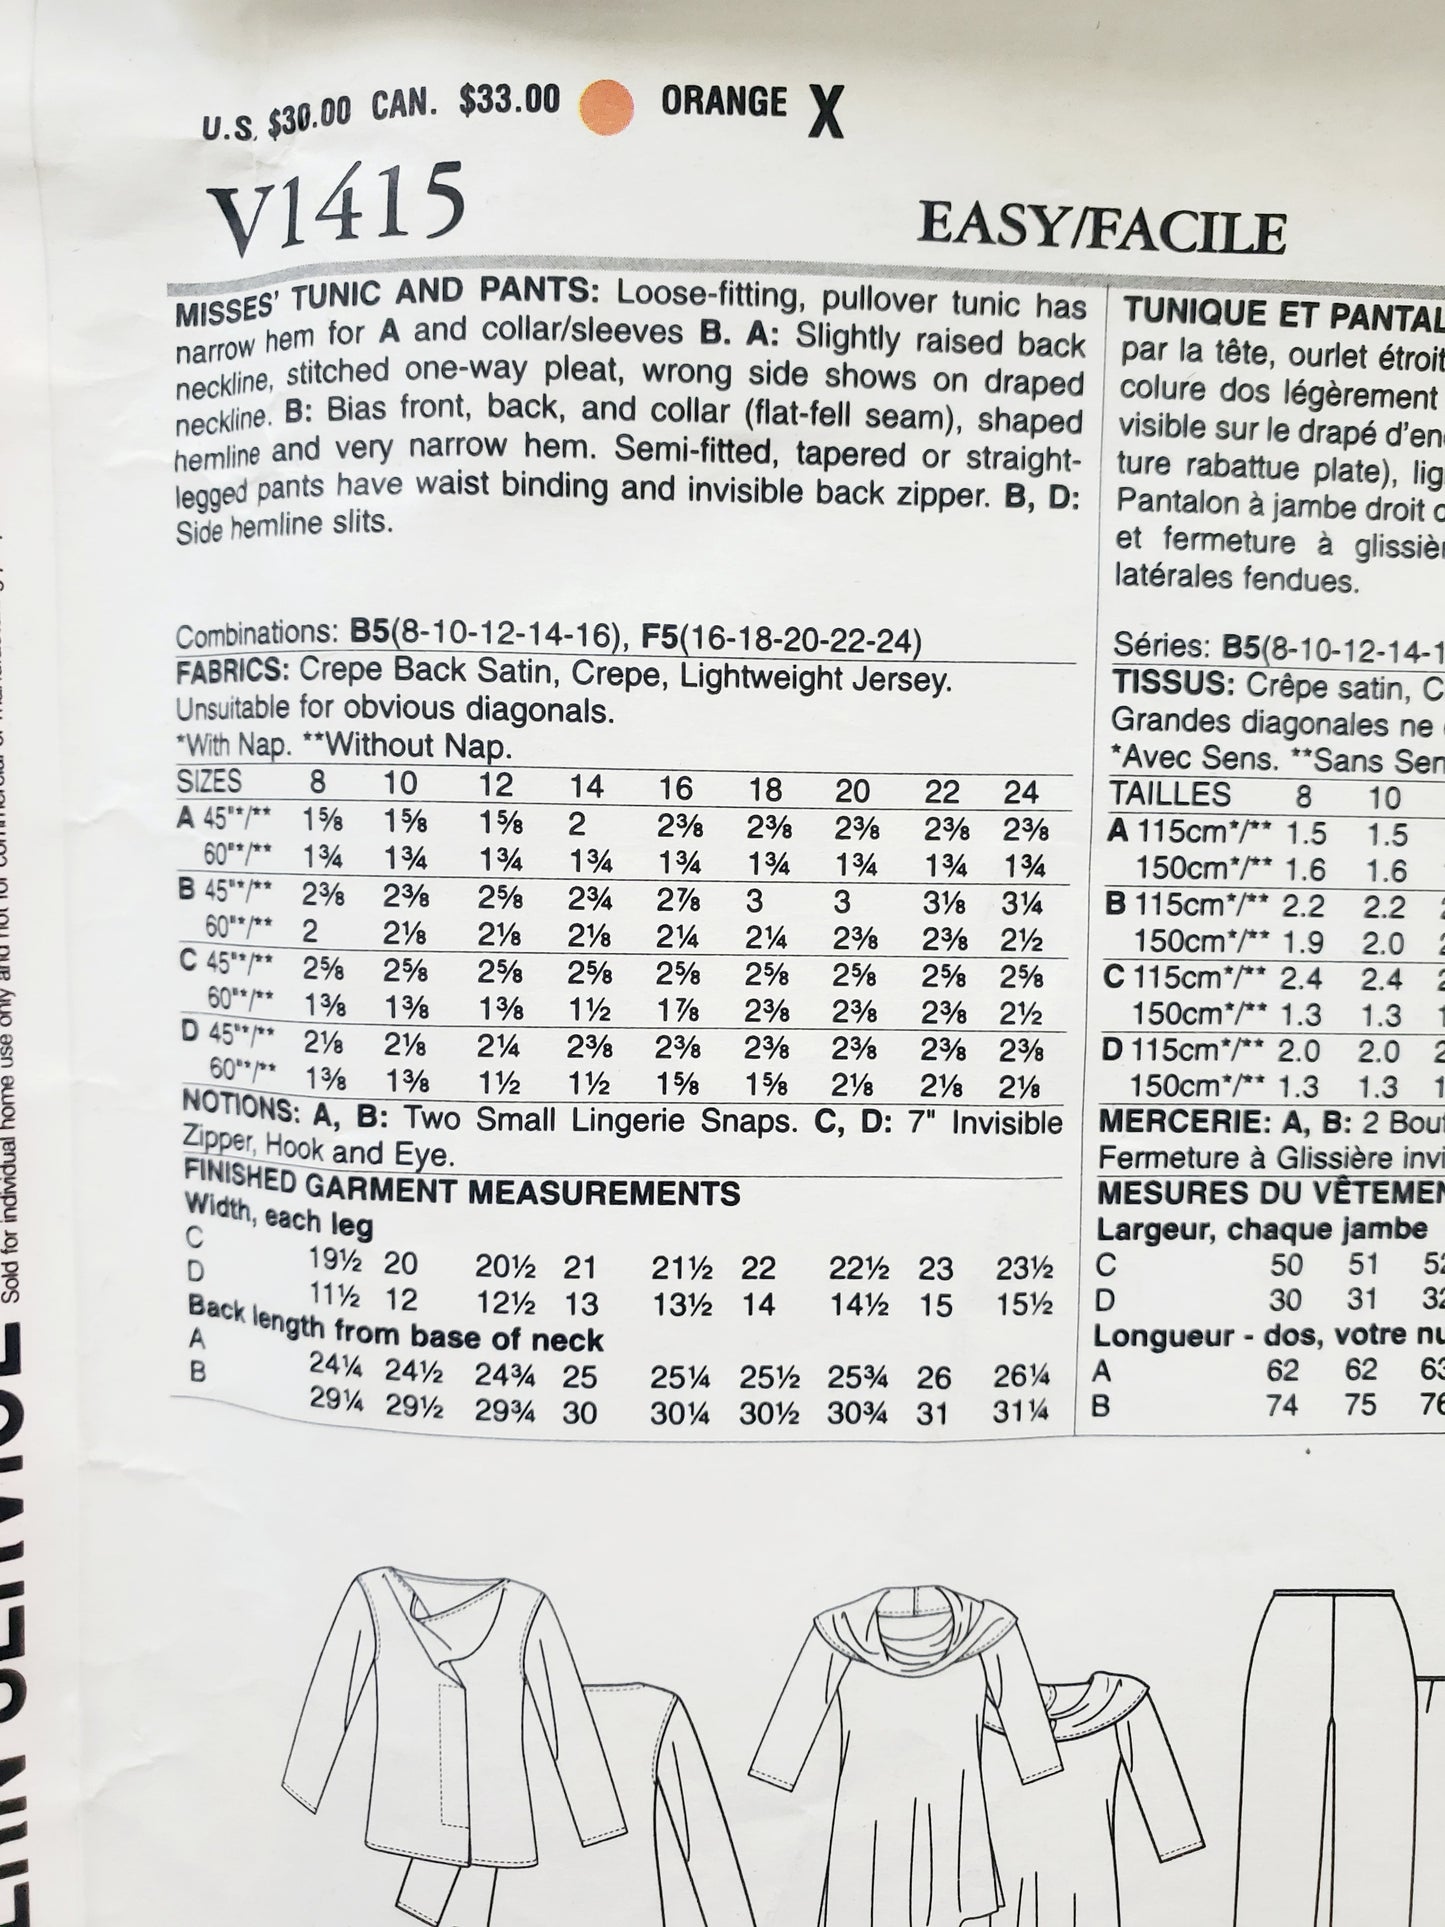 U.S. $30.00 CAN. $33.00 ORANGE X
V1415
EASY/FACILE
MISSES' TUNIC AND PANTS: Loose-fitting, pullover tunic has
narrow hem for A and collar/sleeves B. A: Slightly raised back
neckline, stitched one-way pleat, wrong side shows on draped
neckline. B: Bias front, back, and collar (flat-fell seam), shaped
hemline and very narrow hem. Semi-fitted, tapered or straight-
legged pants have waist binding and invisible back zipper. B, D:
Side hemline slits.
Combinations: B5(8-10-12-14-16), F5(16-18-20-22-24)
FABRICS: Crepe Back Satin, Crepe, Lightweight Jersey.
Unsuitable for obvious diagonals.
*With Nap. **Without Nap.
SIZES 8 10 12 14 16 18 20 22 24
A 45"*/** 1⅝ 1⅝ 1⅝ 2 2⅜ 2⅜ 2⅜ 2⅜ 2⅜
60"*/** 1¾ 1¾ 1¾ 1¾ 1¾ 1¾ 1¾ 1¾ 1¾
B 45"*/** 2⅜ 2⅜ 2⅝ 2¾ 2⅞ 3 3 3⅛ 3¼
60"*/** 2 2⅛ 2⅛ 2⅛ 2¼ 2¼ 2⅜ 2⅜ 2½
C 45"*/** 2⅝ 2⅝ 2⅝ 2⅝ 2⅝ 2⅝ 2⅝ 2⅝ 2⅝
60"*/** 1⅜ 1⅜ 1⅜ 1½ 1⅞ 2⅜ 2⅜ 2⅜ 2½
D 45"*/** 2⅛ 2⅛ 2¼ 2⅜ 2⅜ 2⅜ 2⅜ 2⅜ 2⅜
60"*/** 1⅜ 1⅜ 1½ 1½ 1⅝ 1⅝ 2⅛ 2⅛ 2⅛
NOTIONS: A, B: Two Small Lingerie Snaps. C, D: 7" Invisible
Zipper, Hook and Eye.
FINISHED GARMENT MEASUREMENTS
Width, each leg
C 19½ 20 20½ 21 21½ 22 22½ 23 23½
D 11½ 12 12½ 13 13½ 14 14½ 15 15½
Back length from base of neck
A 24¼ 24½ 24¾ 25 25¼ 25½ 25¾ 26 26¼
B 29¼ 29½ 29¾ 30 30¼ 30½ 30¾ 31 31¼
TUNIQUE ET PANTAL
par la tête, ourlet étroit
colure dos légèrement
visible sur le drapé d'en
ture rabattue plate), lig
Pantalon à jambe droit o
et fermeture à glissièr
latérales fendues.
Séries: B5(8-10-12-14-1
TISSUS: Crêpe satin, C
Grandes diagonales ne
*Avec Sens. **Sans Sen
TAILLES 8 10
A 115cm*/** 1.5 1.5
150cm*/** 1.6 1.6
B 115cm*/** 2.2 2.2
150cm*/** 1.9 2.0
C 115cm*/** 2.4 2.4
150cm*/** 1.3 1.3
D 115cm*/** 2.0 2.0
150cm*/** 1.3 1.3
MERCERIE: A, B: 2 Bout
Fermeture à Glissière invi
MESURES DU VÊTEMEN
Largeur, chaque jambe
C 50 51 52
D 30 31 32
Longueur - dos, votre nu
A 62 62 63
B 74 75 76
Sold for individual home use only and not for commercial or manufacturing